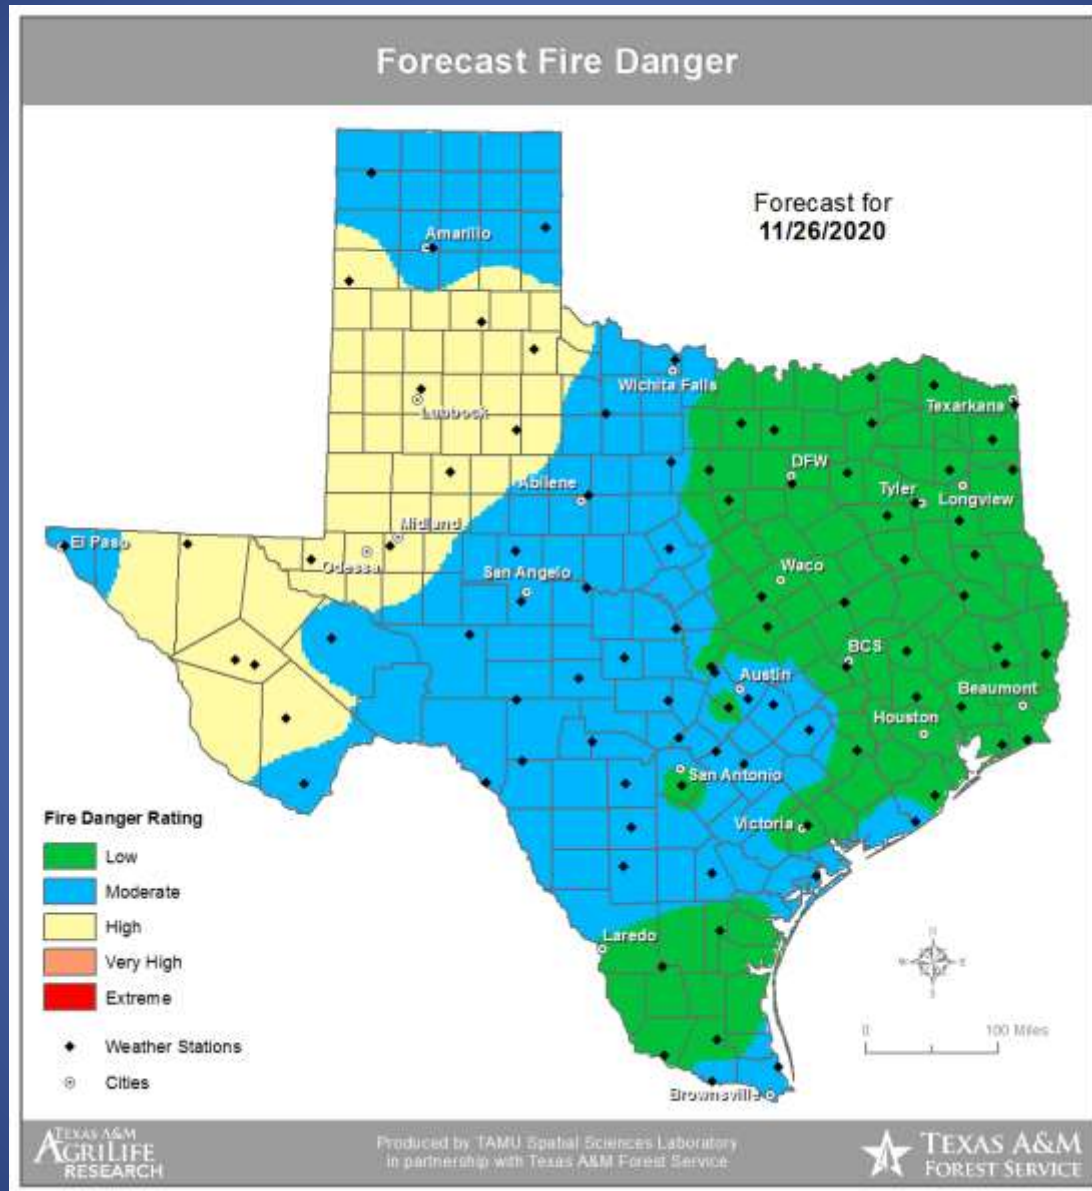 Forecast Fire Danger
Forecast for
11/26/2020
Amarillo
Wichita Falls
Texarkana
Lubbock
DFW
Abilene
Tyler
Longview
Midland
El Paso
Odessa
San Angelo
Waco
BCS
Austin
Beaumont
Houston
San Antonio
Victoria
Fire Danger Rating
Low
Moderate
High
Very High
Extreme
Laredo
N
W E
S
0 100 Miles
Weather Stations
Cities
Brownsville
TEXAS A&M
AGRILIFE
RESEARCH
Produced by TAMU Spatial Sciences Laboratory
in partnership with Texas A&M Forest Service
TEXAS A&M
FOREST SERVICE